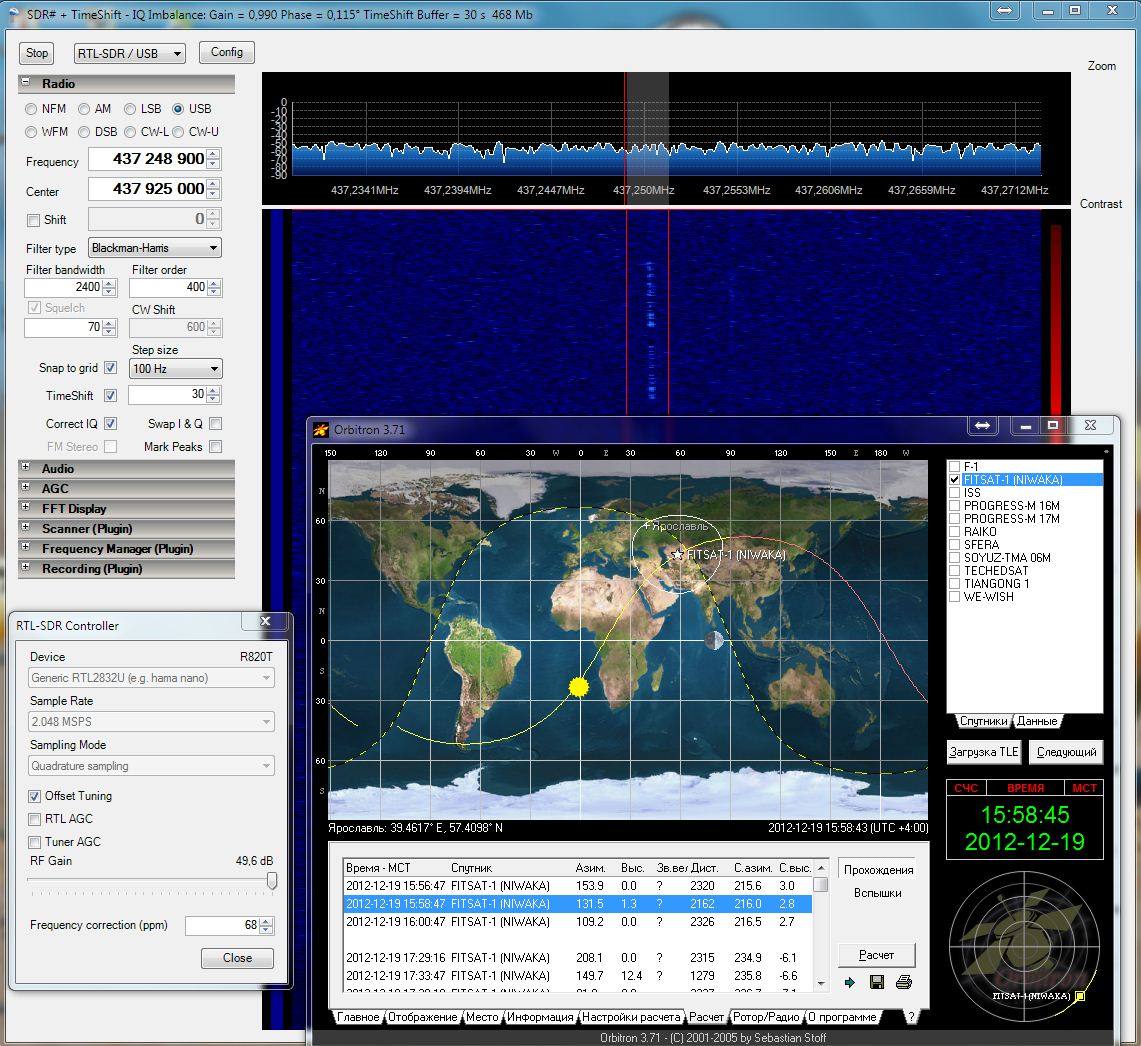 SDR# + TimeShift - IQ Imbalance: Gain = 0,990 Phase = 0,115° TimeShift Buffer = 30 s  468 Mb
Stop RTL-SDR / USB Config
Zoom
Radio
NFM AM LSB USB
WFM DSB CW-L CW-U
Frequency 437 248 900
Center 437 925 000
Shift 0
Filter type Blackman-Harris
Filter bandwidth Filter order
2400 400
Squelch CW Shift
70 600
Step size
Snap to grid 100 Hz
TimeShift 30
Correct IQ Swap I & Q
FM Stereo Mark Peaks
Audio
AGC
FFT Display
Scanner (Plugin)
Frequency Manager (Plugin)
Recording (Plugin)
0
-10
-20
-30
-40
-50
-60
-70
-80
-90
437,2341MHz 437,2394MHz 437,2447MHz 437,250MHz 437,2553MHz 437,2606MHz 437,2659MHz 437,2712MHz
Contrast
RTL-SDR Controller
Device R820T
Generic RTL2832U (e.g. hama nano)
Sample Rate
2.048 MSPS
Sampling Mode
Quadrature sampling
Offset Tuning
RTL AGC
Tuner AGC
RF Gain 49,6 dB
Frequency correction (ppm) 68
Close
Orbitron 3.71
150 120 90 60 30 W 0 E 30 60 90 120 150 E 180 W
N
60
30
N
0
S
30
60
S
Ярославль
FITSAT-1 (NIWAKA)
150 120 90 60 30 0 30 60 90 120 150 180
Ярославль: 39.4617° E, 57.4098° N 2012-12-19 15:58:43 (UTC +4:00)
F-1
FITSAT-1 (NIWAKA)
ISS
PROGRESS-M 16M
PROGRESS-M 17M
RAIKO
SFERA
SOYUZ-TMA 06M
TECHEDSAT
TIANGONG 1
WE-WISH
Спутники Данные
Загрузка TLE Следующий
СЧС ВРЕМЯ МСТ
15:58:45
2012-12-19
Время - МСТ Спутник Азим. Выс. Зв.вел Дист. С.азим. С.выс.
2012-12-19 15:56:47 FITSAT-1 (NIWAKA) 153.9 0.0 ? 2320 215.6 3.0
2012-12-19 15:58:47 FITSAT-1 (NIWAKA) 131.5 1.3 ? 2162 216.0 2.8
2012-12-19 16:00:47 FITSAT-1 (NIWAKA) 109.2 0.0 ? 2326 216.5 2.7
2012-12-19 17:29:16 FITSAT-1 (NIWAKA) 208.1 0.0 ? 2315 234.9 -6.1
2012-12-19 17:33:47 FITSAT-1 (NIWAKA) 149.7 12.4 ? 1279 235.8 -6.6
Прохождения
Вспышки
Расчет
FITSAT-1 (NIWAKA)
Главное Отображение Место Информация Настройки расчета Расчет Ротор/Радио О программе ?
Orbitron 3.71 - (C) 2001-2005 by Sebastian Stoff